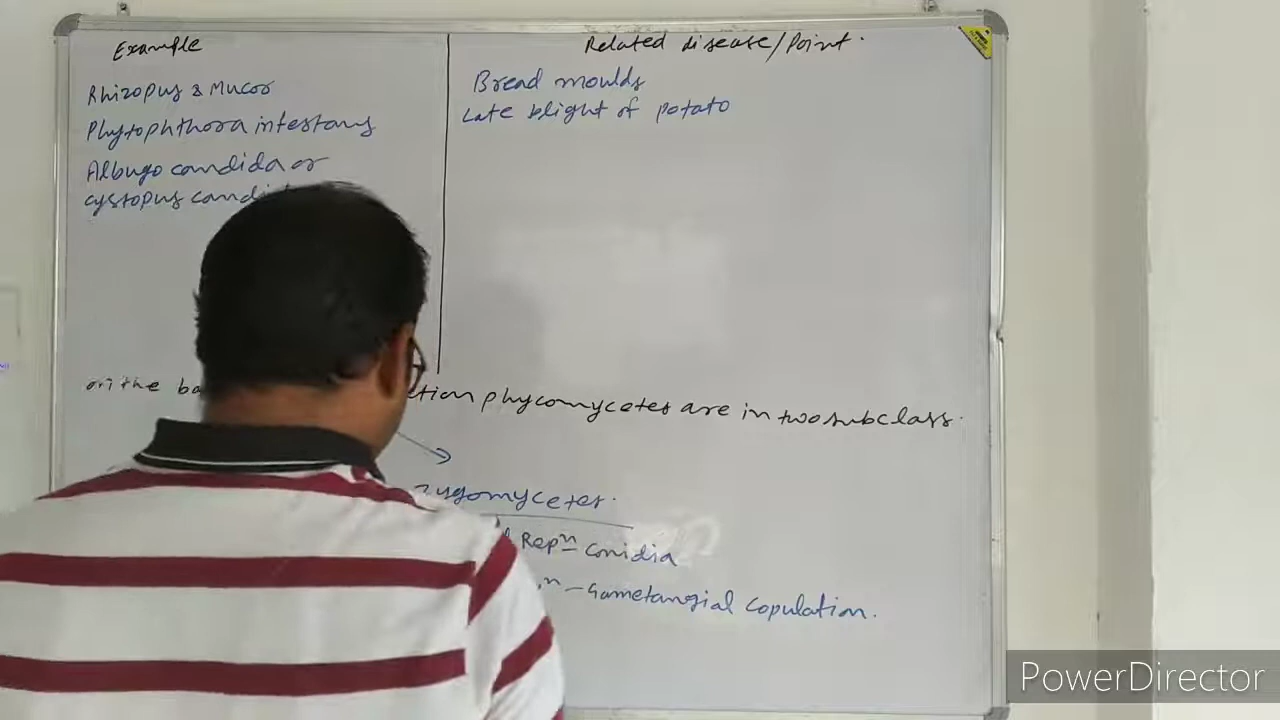 Example
Related disease/Point.
Rhizopus & Mucor
Bread moulds
Phytophthora infestans
Late blight of potato
Albugo candida or
cystopus
on the
phycomycetes are in two subclass.
zygomycetes.
Repn conidia
Gametangial copulation.
PowerDirector